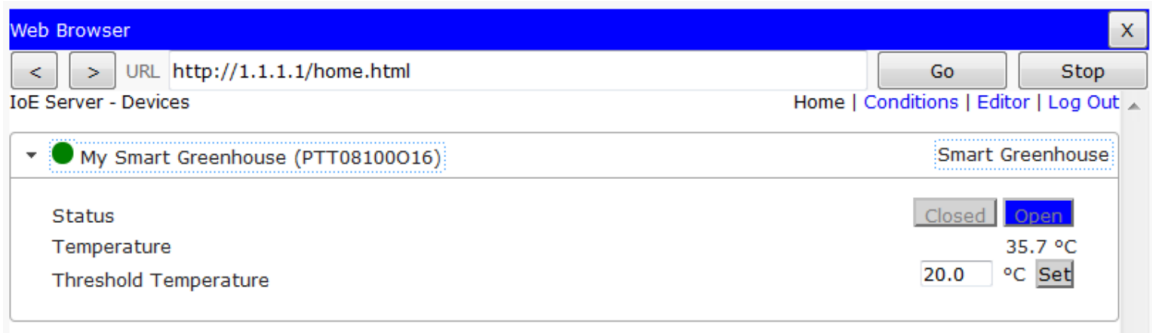 Web Browser X
< > URL http://1.1.1.1/home.html Go Stop
IoE Server - Devices Home | Conditions | Editor | Log Out
My Smart Greenhouse (PTT08100O16) Smart Greenhouse
Status Closed Open
Temperature 35.7 °C
Threshold Temperature 20.0 °C Set